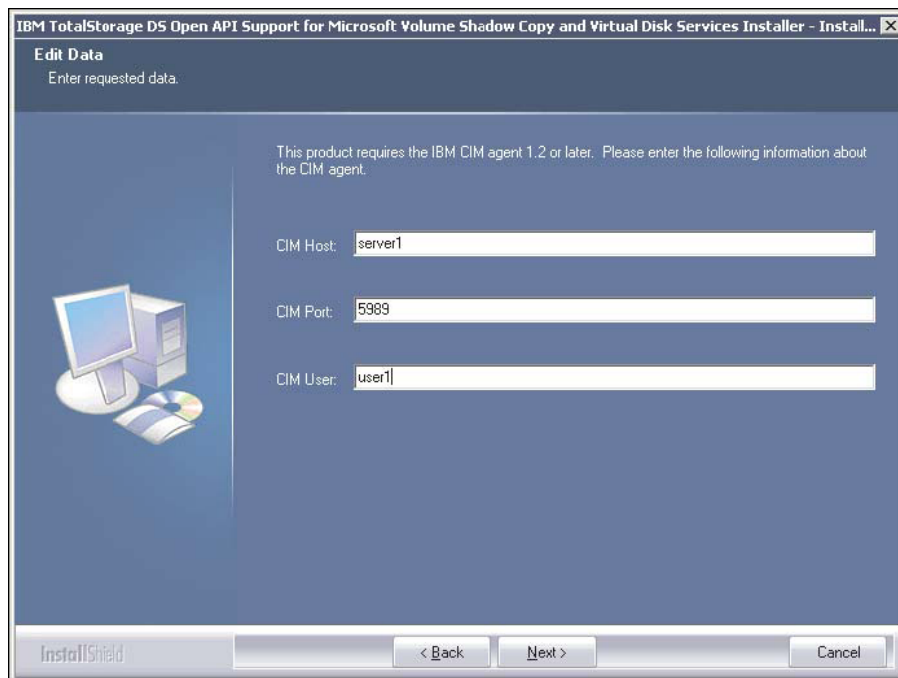 IBM TotalStorage DS Open API Support for Microsoft Volume Shadow Copy and Virtual Disk Services Installer - Install...
Edit Data
Enter requested data.
This product requires the IBM CIM agent 1.2 or later. Please enter the following information about
the CIM agent.
CIM Host: server1
CIM Port: 5989
CIM User: user1
InstallShield
< Back Next > Cancel